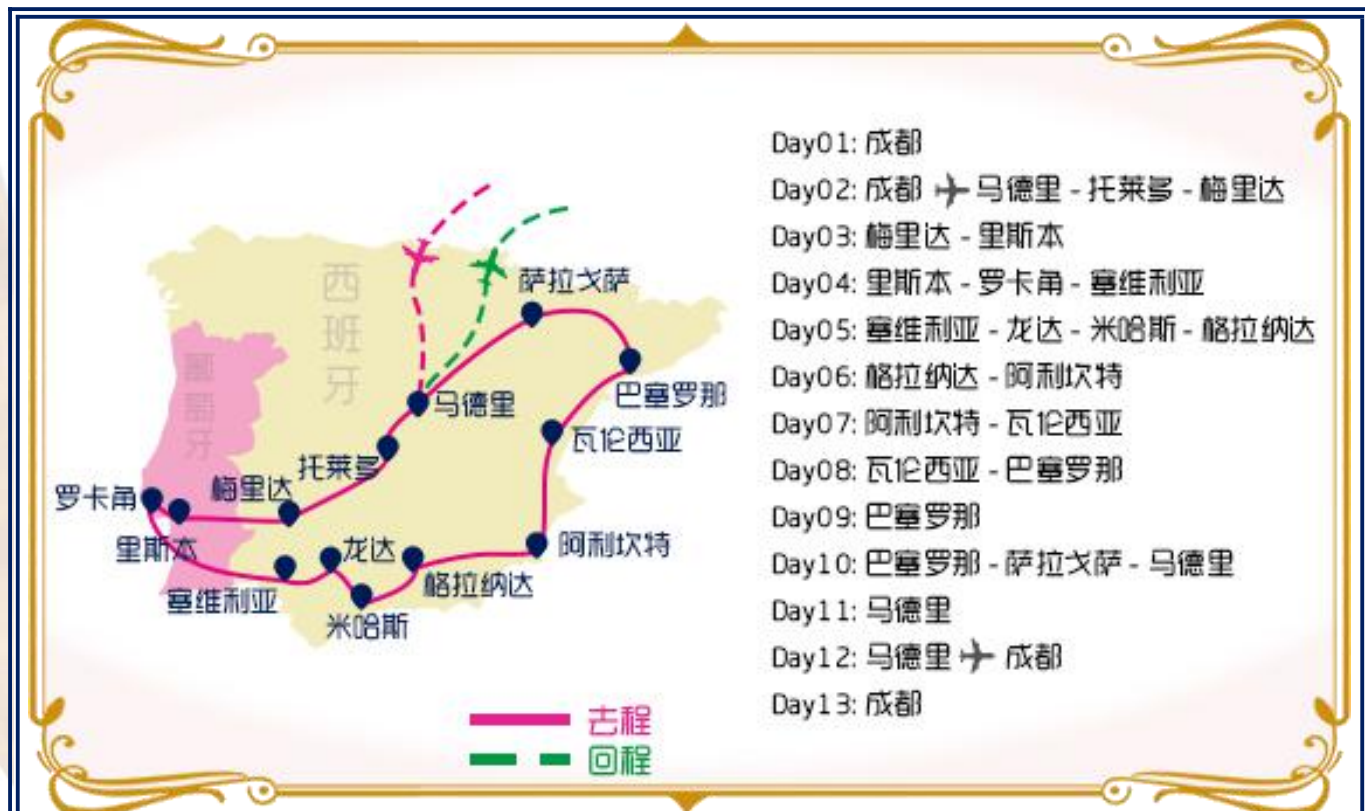 Day01: 成都
Day02: 成都 ✈ 马德里 - 托莱多 - 梅里达
Day03: 梅里达 - 里斯本
Day04: 里斯本 - 罗卡角 - 塞维利亚
Day05: 塞维利亚 - 龙达 - 米哈斯 - 格拉纳达
Day06: 格拉纳达 - 阿利坎特
Day07: 阿利坎特 - 瓦伦西亚
Day08: 瓦伦西亚 - 巴塞罗那
Day09: 巴塞罗那
Day10: 巴塞罗那 - 萨拉戈萨 - 马德里
Day11: 马德里
Day12: 马德里 ✈ 成都
Day13: 成都
西班牙
葡萄牙
萨拉戈萨
巴塞罗那
马德里
瓦伦西亚
托莱多
梅里达
罗卡角
里斯本
龙达
阿利坎特
格拉纳达
塞维利亚
米哈斯
去程
回程